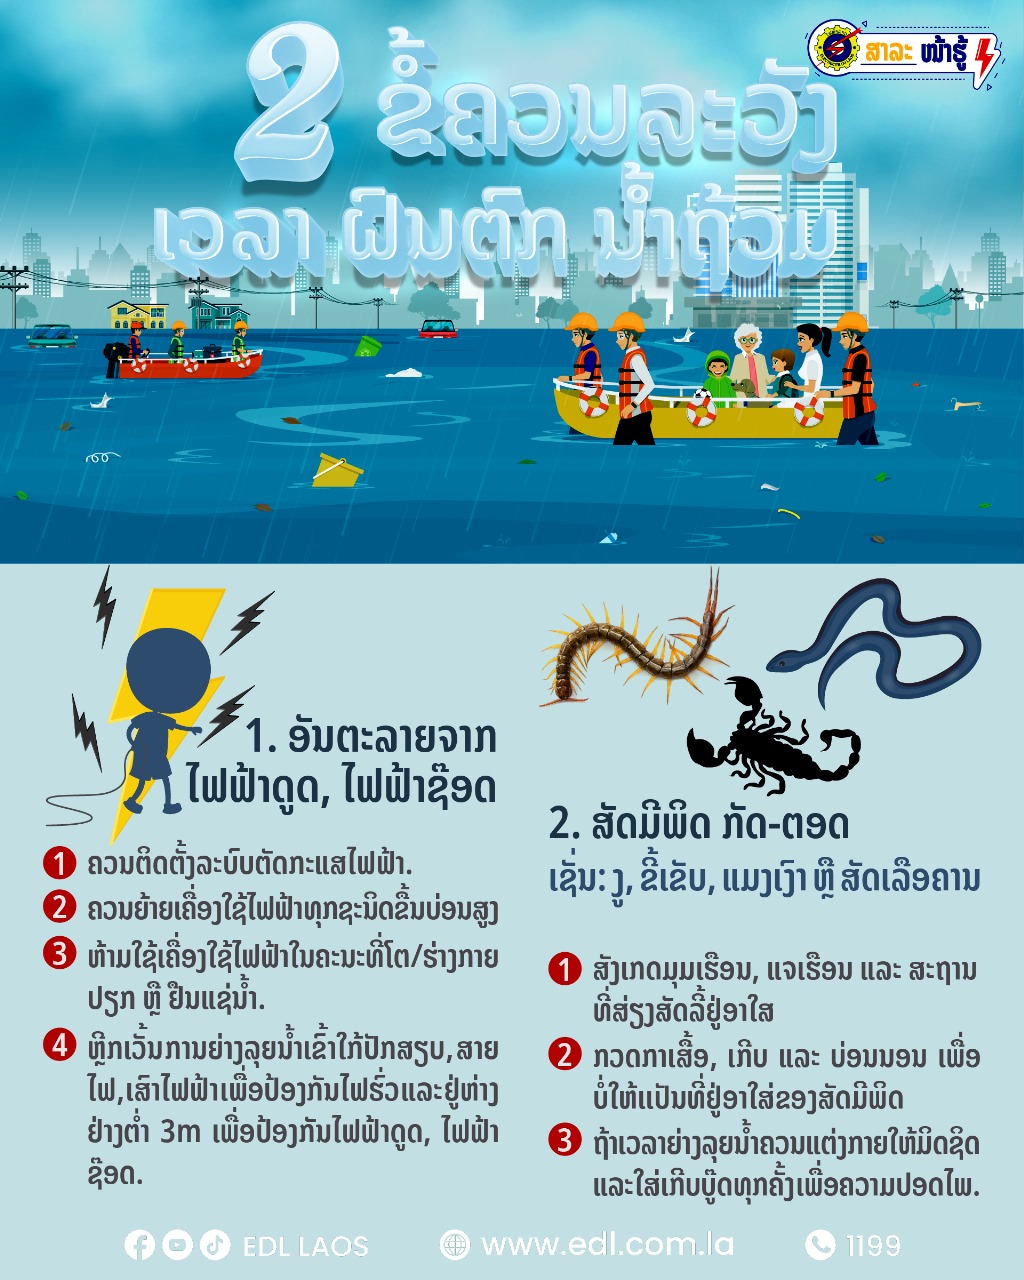 ສາລະ ໜ້າຮູ້
2 ຂໍ້ຄວນລະວັງ
ເວລາ ຝົນຕົກ ນ້ຳຖ້ວມ
1. ອັນຕະລາຍຈາກ
ໄຟຟ້າດູດ, ໄຟຟ້າຊ໊ອດ
1 ຄວນຕິດຕັ້ງລະບົບຕັດກະແສໄຟຟ້າ.
2 ຄວນຍ້າຍເຄື່ອງໃຊ້ໄຟຟ້າທຸກຊະນິດຂຶ້ນບ່ອນສູງ
3 ຫ້າມໃຊ້ເຄື່ອງໃຊ້ໄຟຟ້າໃນຄະນະທີ່ໂຕ/ຮ່າງກາຍ
ປຽກ ຫຼື ຢືນແຊ່ນ້ຳ.
4 ຫຼີກເວັ້ນການຍ່າງລຸຍນ້ຳເຂົ້າໃກ້ປັກສຽບ,ສາຍ
ໄຟ,ເສົາໄຟຟ້າເພື່ອປ້ອງກັນໄຟຮົ່ວແລະຢູ່ຫ່າງ
ຢ່າງຕ່ຳ 3m ເພື່ອປ້ອງກັນໄຟຟ້າດູດ, ໄຟຟ້າ
ຊ໊ອດ.
2. ສັດມີພິດ ກັດ-ຕອດ
ເຊັ່ນ: ງູ, ຂີ້ເຂັບ, ແມງເງົາ ຫຼື ສັດເລືອຄານ
1 ສັງເກດມຸມເຮືອນ, ແຈເຮືອນ ແລະ ສະຖານ
ທີ່ສ່ຽງສັດລີ້ຢູ່ອາໃສ
2 ກວດກາເສື້ອ, ເກີບ ແລະ ບ່ອນນອນ ເພື່ອ
ບໍ່ໃຫ້ແປັນທີ່ຢູ່ອາໃສ່ຂອງສັດມີພິດ
3 ຖ້າເວລາຍ່າງລຸຍນ້ຳຄວນແຕ່ງກາຍໃຫ້ມິດຊິດ
ແລະໃສ່ເກີບບູ໊ດທຸກຄັ້ງເພື່ອຄວາມປອດໄພ.
EDL LAOS www.edl.com.la 1199